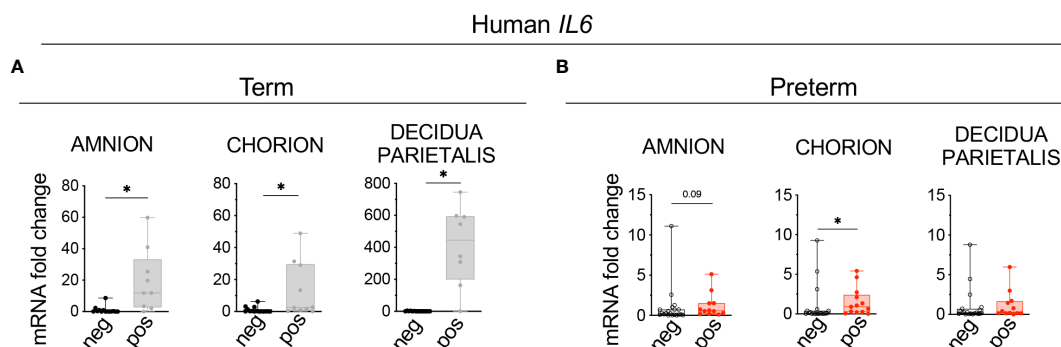 Human IL6
A
Term
AMNION
CHORION
DECIDUA
PARIETALIS
mRNA fold change
80
60
40
20
0
*
neg
pos
80
60
40
20
0
*
neg
pos
800
600
400
200
0
*
neg
pos
B
Preterm
AMNION
CHORION
DECIDUA
PARIETALIS
mRNA fold change
15
10
5
0
0.09
neg
pos
15
10
5
0
*
neg
pos
15
10
5
0
neg
pos